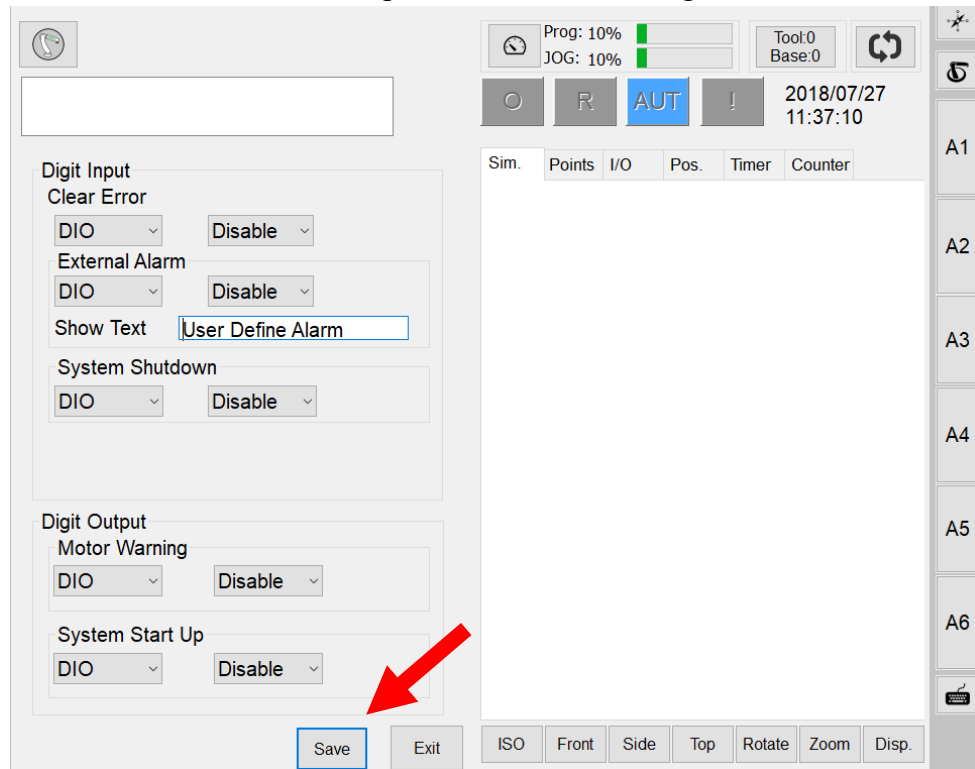 Prog: 10%
JOG: 10%
Tool:0
Base:0
O R AUT !
2018/07/27
11:37:10
Digit Input
Clear Error
DIO Disable
External Alarm
DIO Disable
Show Text User Define Alarm
System Shutdown
DIO Disable
Digit Output
Motor Warning
DIO Disable
System Start Up
DIO Disable
Save Exit
Sim. Points I/O Pos. Timer Counter
ISO Front Side Top Rotate Zoom Disp.
A1
A2
A3
A4
A5
A6